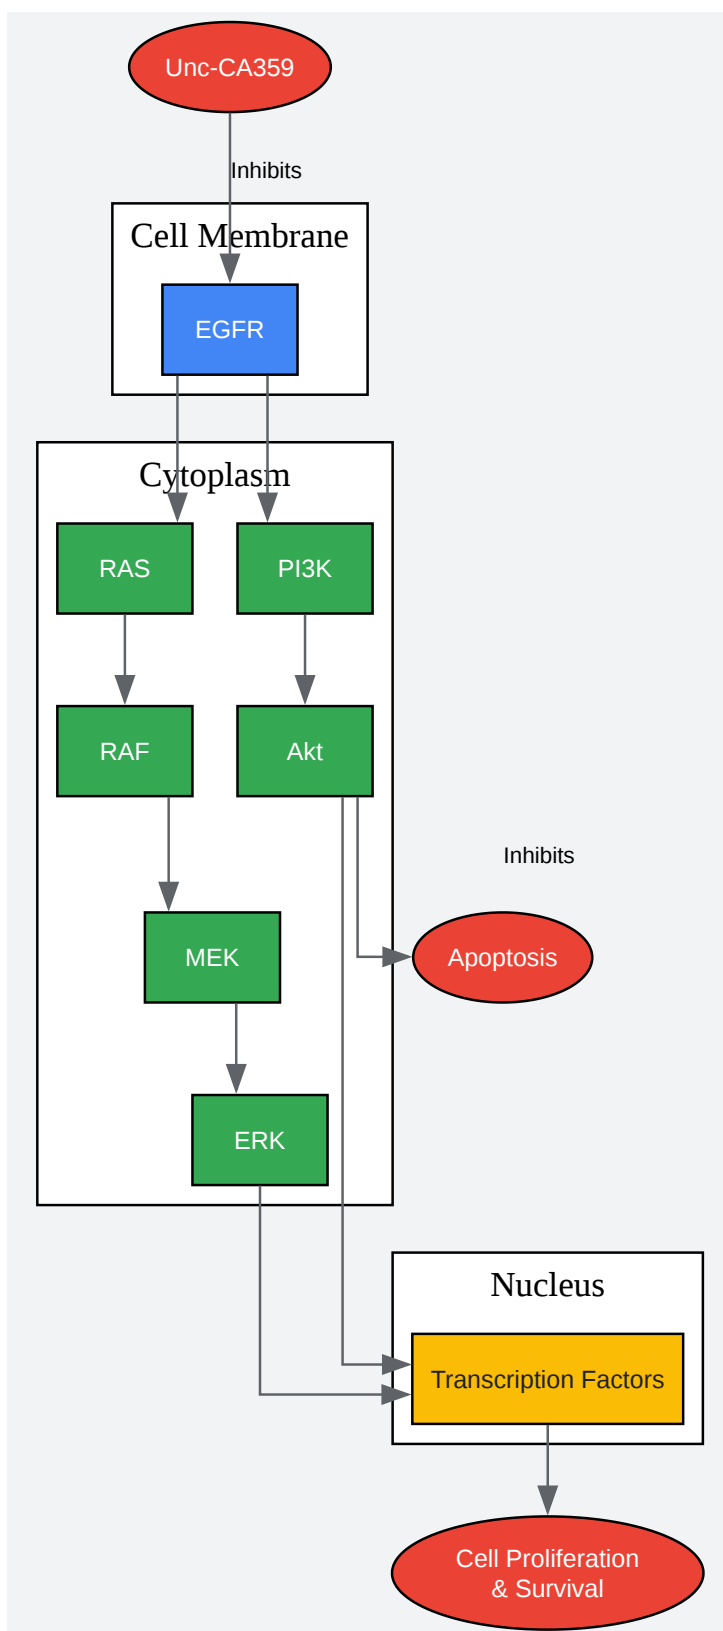 Unc-CA359
Inhibits
Cell Membrane
EGFR
Cytoplasm
RAS
PI3K
RAF
Akt
Inhibits
MEK
Apoptosis
ERK
Nucleus
Transcription Factors
Cell Proliferation
& Survival